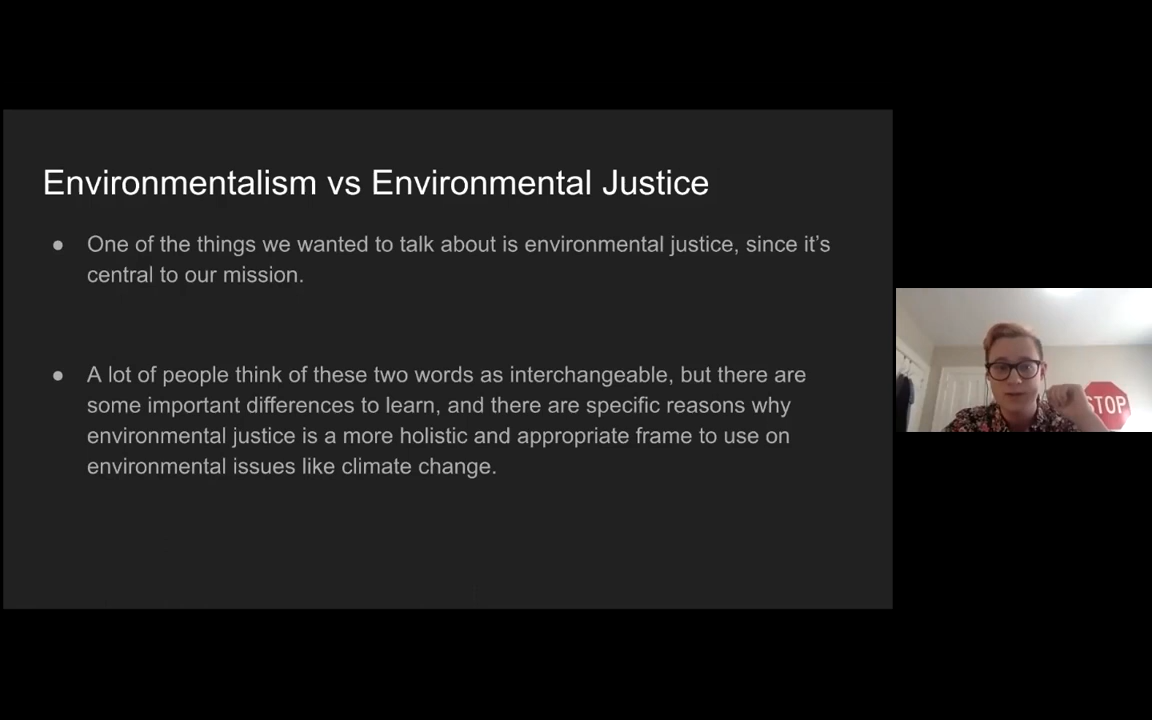 Environmentalism vs Environmental Justice
● One of the things we wanted to talk about is environmental justice, since it’s
central to our mission.
● A lot of people think of these two words as interchangeable, but there are
some important differences to learn, and there are specific reasons why
environmental justice is a more holistic and appropriate frame to use on
environmental issues like climate change.
STOP